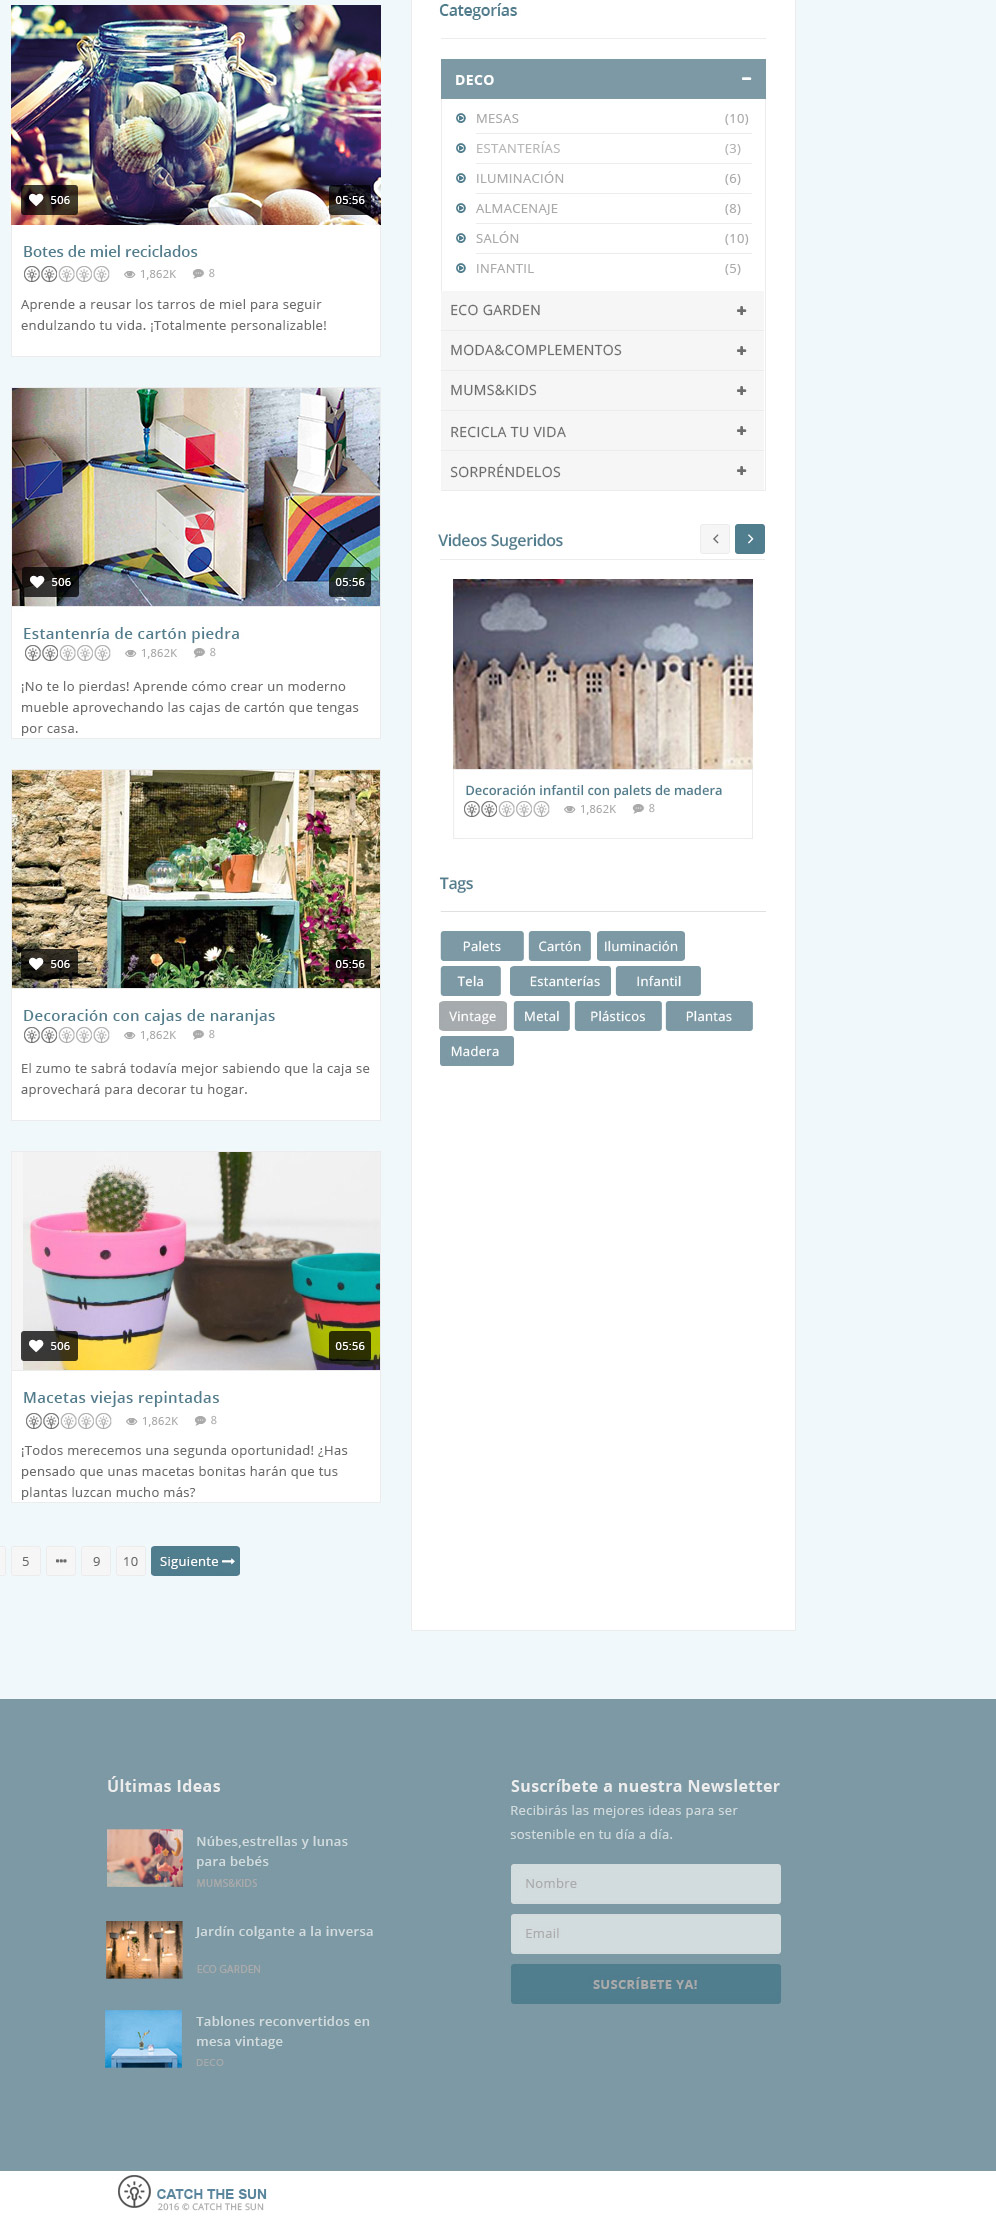 506
05:56
Botes de miel reciclados
1,862K 8
Aprende a reusar los tarros de miel para seguir
endulzando tu vida. ¡Totalmente personalizable!
506
05:56
Estantenría de cartón piedra
1,862K 8
¡No te lo pierdas! Aprende cómo crear un moderno
mueble aprovechando las cajas de cartón que tengas
por casa.
506
05:56
Decoración con cajas de naranjas
1,862K 8
El zumo te sabrá todavía mejor sabiendo que la caja se
aprovechará para decorar tu hogar.
506
05:56
Macetas viejas repintadas
1,862K 8
¡Todos merecemos una segunda oportunidad! ¿Has
pensado que unas macetas bonitas harán que tus
plantas luzcan mucho más?
5 ••• 9 10 Siguiente
Categorías
DECO
MESAS (10)
ESTANTERÍAS (3)
ILUMINACIÓN (6)
ALMACENAJE (8)
SALÓN (10)
INFANTIL (5)
ECO GARDEN
MODA&COMPLEMENTOS
MUMS&KIDS
RECICLA TU VIDA
SORPRÉNDELOS
Videos Sugeridos
Decoración infantil con palets de madera
1,862K 8
Tags
Palets Cartón Iluminación
Tela Estanterías Infantil
Vintage Metal Plásticos Plantas
Madera
Últimas Ideas
Núbes,estrellas y lunas
para bebés
MUMS&KIDS
Jardín colgante a la inversa
ECO GARDEN
Tablones reconvertidos en
mesa vintage
DECO
Suscríbete a nuestra Newsletter
Recibirás las mejores ideas para ser
sostenible en tu día a día.
Nombre
Email
SUSCRÍBETE YA!
CATCH THE SUN
2016 © CATCH THE SUN